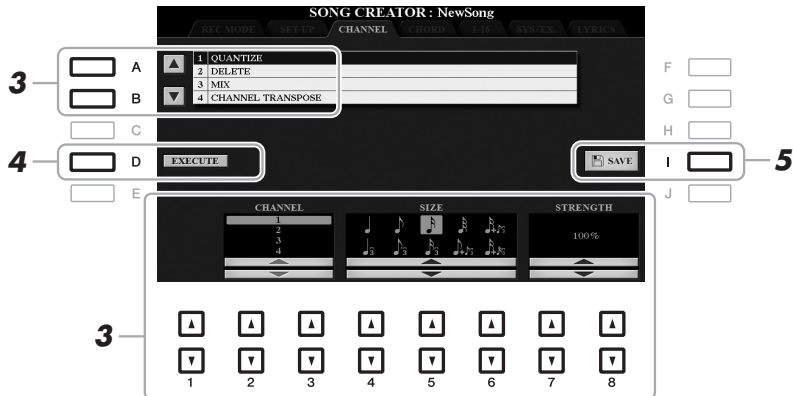 SONG CREATOR : NewSong
REC MODE SET UP CHANNEL CHORD 1-16 SYS/EX. LYRICS
1 QUANTIZE
2 DELETE
3 MIX
4 CHANNEL TRANSPOSE
3
A
B
C
4
D
EXECUTE
E
F
G
H
SAVE
I
5
J
CHANNEL SIZE STRENGTH
1
2
3
4
100%
3
1 2 3 4 5 6 7 8